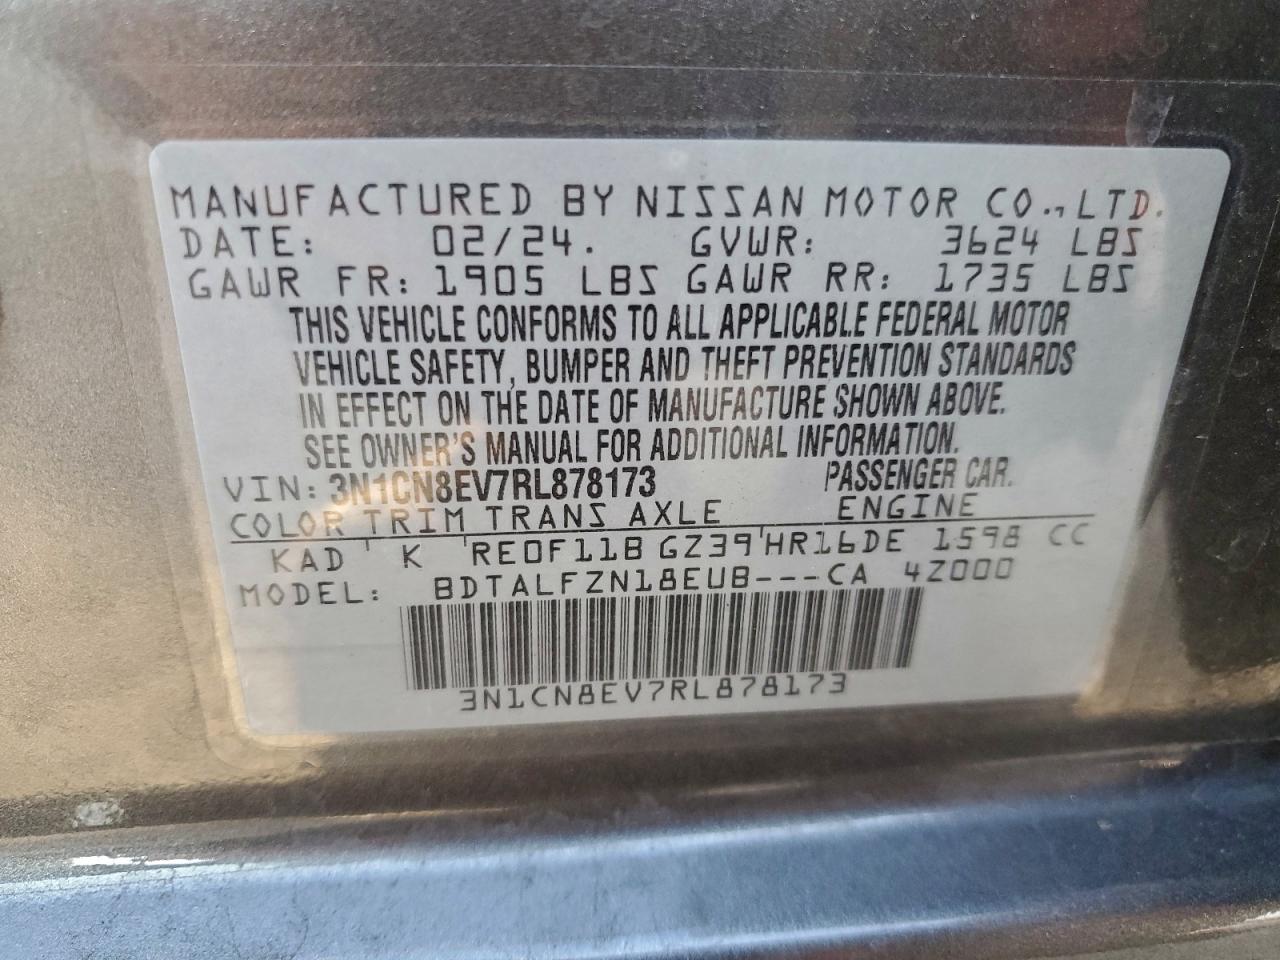 MANUFACTURED BY NISSAN MOTOR CO., LTD.
DATE: 02/24. GVWR: 3624 LBS
GAWR FR: 1905 LBS GAWR RR: 1735 LBS
THIS VEHICLE CONFORMS TO ALL APPLICABLE FEDERAL MOTOR
VEHICLE SAFETY, BUMPER AND THEFT PREVENTION STANDARDS
IN EFFECT ON THE DATE OF MANUFACTURE SHOWN ABOVE.
SEE OWNER'S MANUAL FOR ADDITIONAL INFORMATION.
VIN: 3N1CN8EV7RL878173 PASSENGER CAR.
COLOR TRIM TRANS AXLE ENGINE
KAD K RE0F11B GZ39 HR16DE 1598 CC
MODEL: BDTALFZN18EUB---CA 4Z000
3N1CN8EV7RL878173